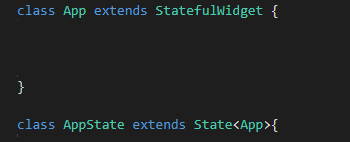 class App extends StatefulWidget {
}
class AppState extends State<App>{